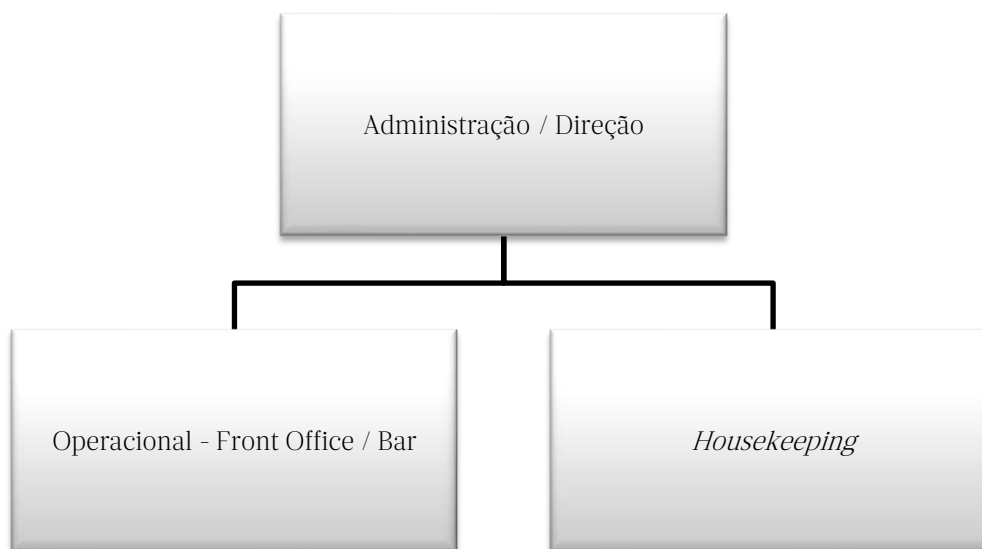 Administração / Direção
Operacional - Front Office / Bar
Housekeeping